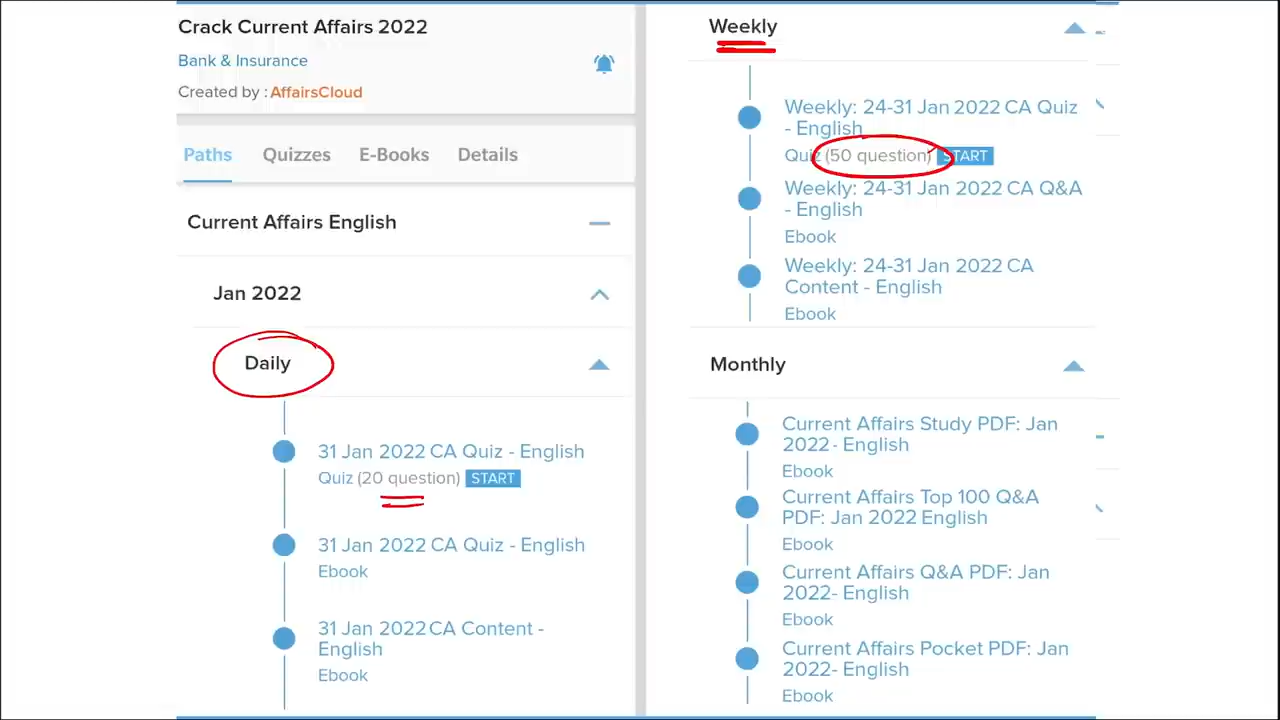 Crack Current Affairs 2022
Bank & Insurance
Created by : AffairsCloud
Paths Quizzes E-Books Details
Current Affairs English
Jan 2022
Daily
31 Jan 2022 CA Quiz - English
Quiz (20 question) START
31 Jan 2022 CA Quiz - English
Ebook
31 Jan 2022 CA Content -
English
Ebook
Weekly
Weekly: 24-31 Jan 2022 CA Quiz
- English
Quiz (50 question) START
Weekly: 24-31 Jan 2022 CA Q&A
- English
Ebook
Weekly: 24-31 Jan 2022 CA
Content - English
Ebook
Monthly
Current Affairs Study PDF: Jan
2022- English
Ebook
Current Affairs Top 100 Q&A
PDF: Jan 2022 English
Ebook
Current Affairs Q&A PDF: Jan
2022- English
Ebook
Current Affairs Pocket PDF: Jan
2022- English
Ebook